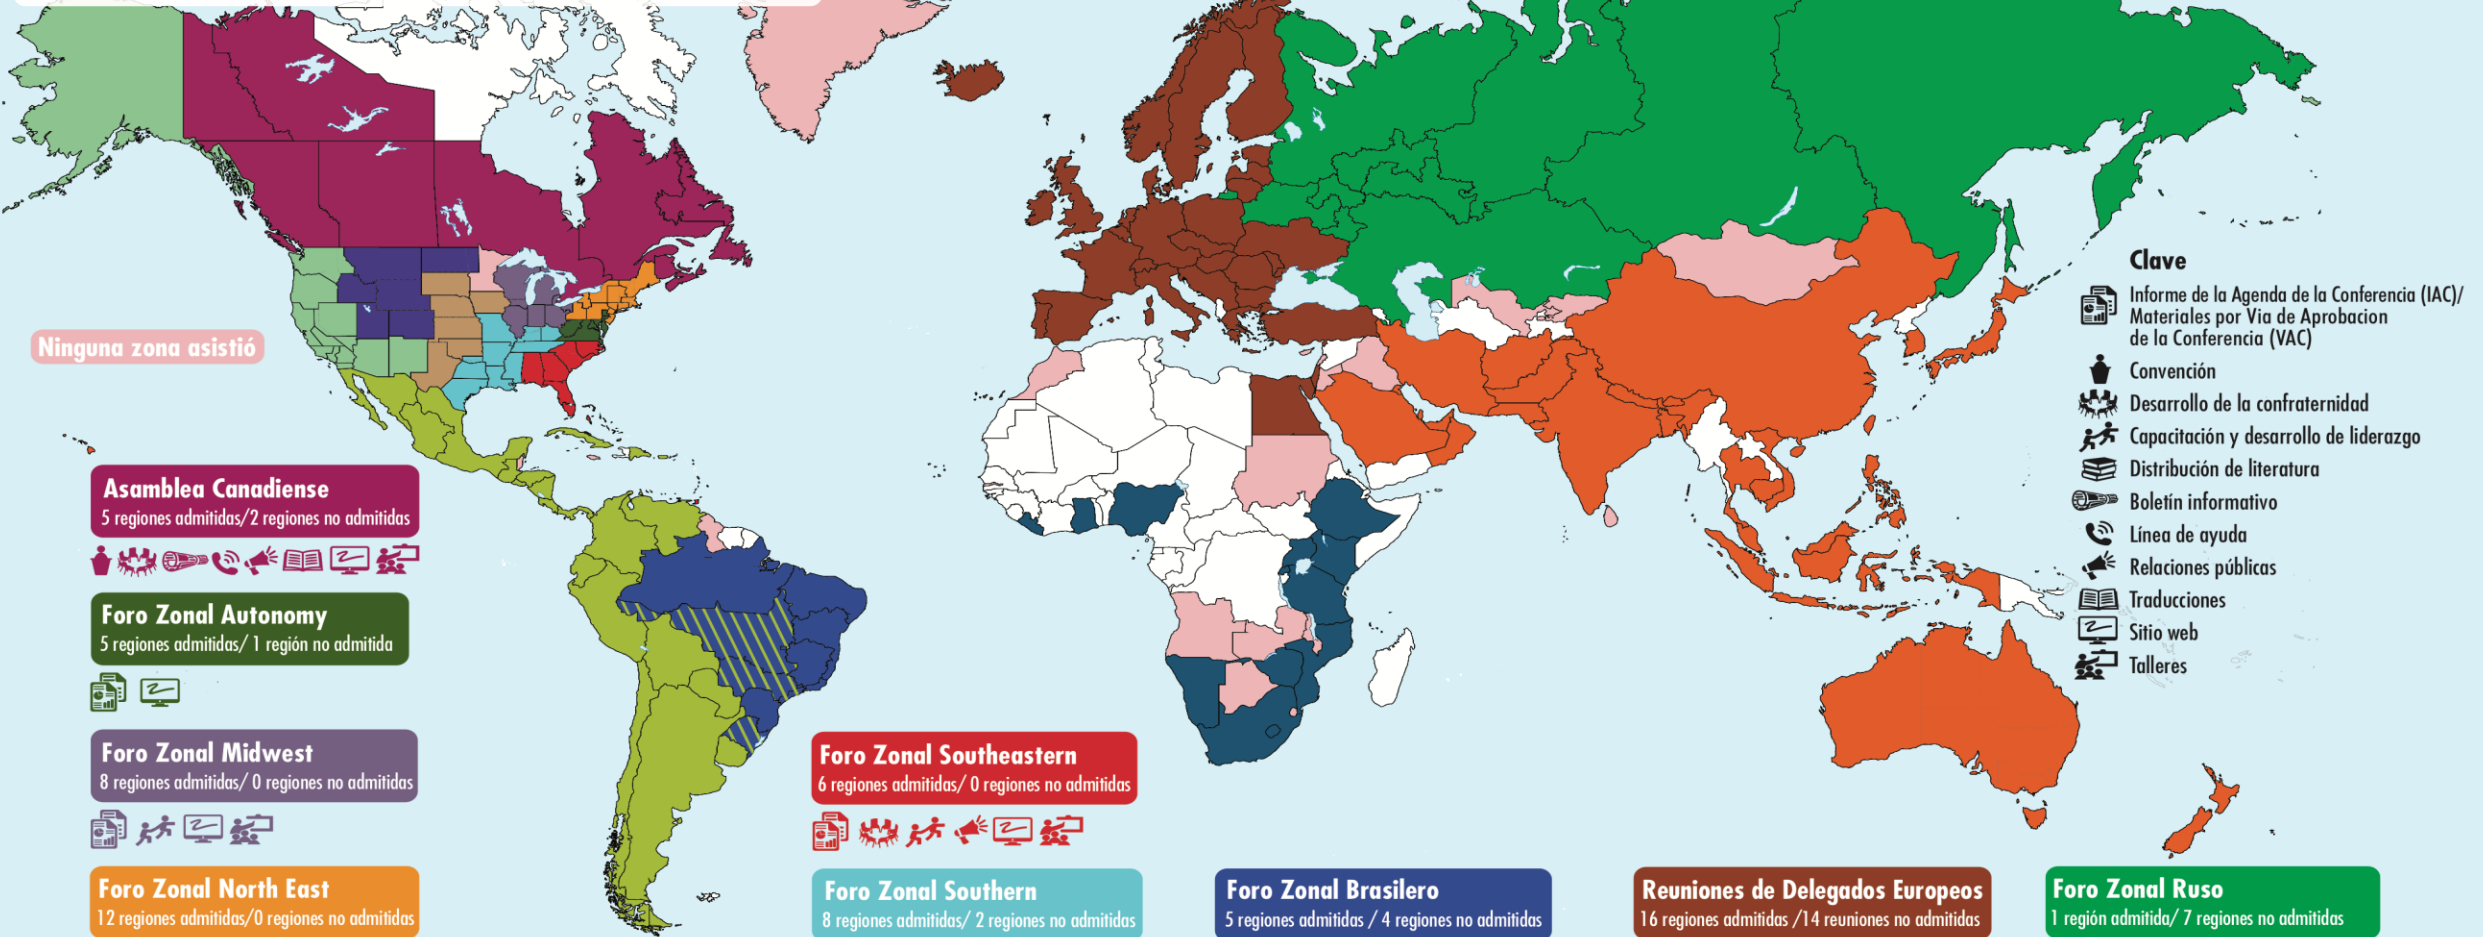 Ninguna zona asistió
Asamblea Canadiense
5 regiones admitidas/2 regiones no admitidas
Foro Zonal Autonomy
5 regiones admitidas/ 1 región no admitida
Foro Zonal Midwest
8 regiones admitidas/ 0 regiones no admitidas
Foro Zonal North East
12 regiones admitidas/0 regiones no admitidas
Foro Zonal Southeastern
6 regiones admitidas/ 0 regiones no admitidas
Foro Zonal Southern
8 regiones admitidas/ 2 regiones no admitidas
Foro Zonal Brasilero
5 regiones admitidas / 4 regiones no admitidas
Reuniones de Delegados Europeos
16 regiones admitidas /14 reuniones no admitidas
Foro Zonal Ruso
1 región admitida/ 7 regiones no admitidas
Clave
Informe de la Agenda de la Conferencia (IAC)/
Materiales por Via de Aprobacion
de la Conferencia (VAC)
Convención
Desarrollo de la confraternidad
Capacitación y desarrollo de liderazgo
Distribución de literatura
Boletín informativo
Línea de ayuda
Relaciones públicas
Traducciones
Sitio web
Talleres